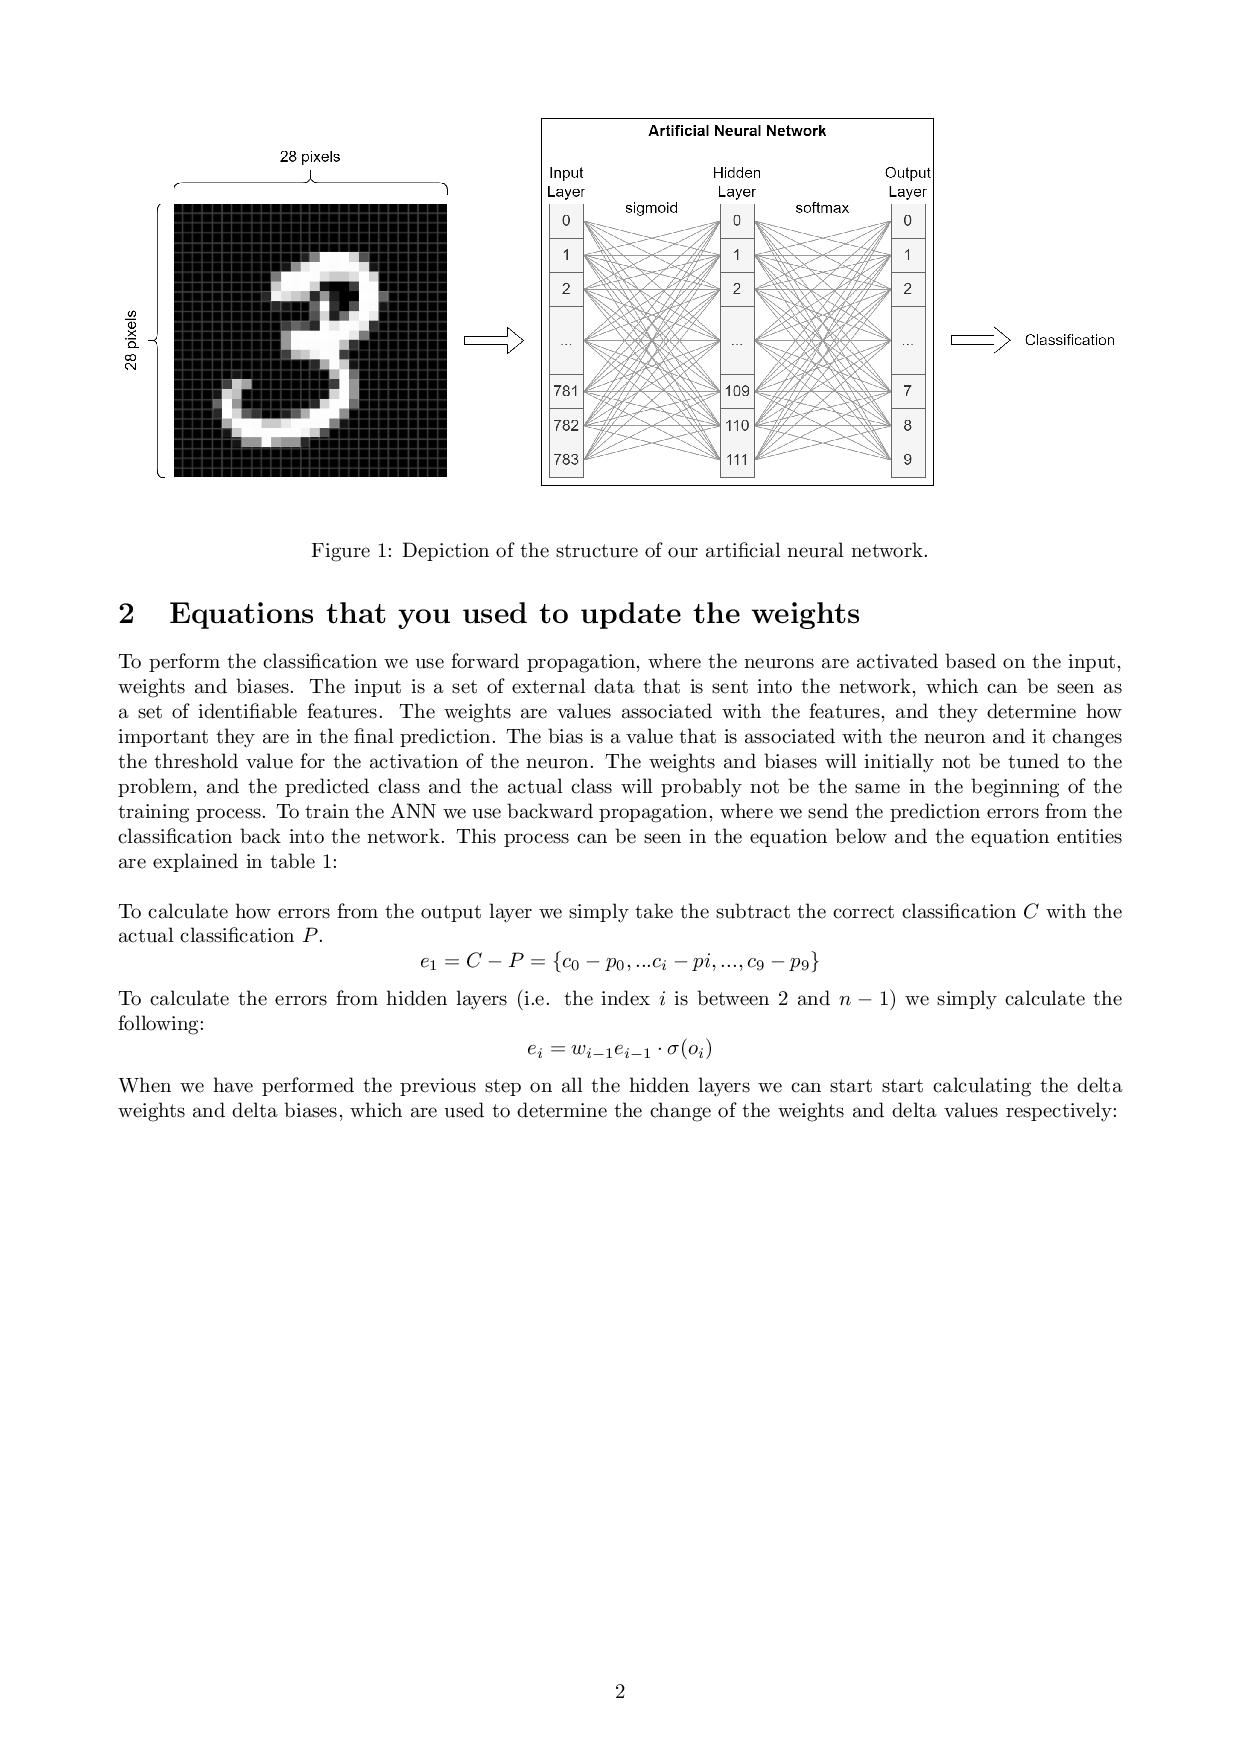 28 pixels
28 pixels
Artificial Neural Network
Input
Layer
Hidden
Layer
Output
Layer
sigmoid
softmax
0
1
2
...
781
782
783
0
1
2
...
109
110
111
0
1
2
...
7
8
9
Classification
Figure 1: Depiction of the structure of our artificial neural network.
2 Equations that you used to update the weights
To perform the classification we use forward propagation, where the neurons are activated based on the input,
weights and biases. The input is a set of external data that is sent into the network, which can be seen as
a set of identifiable features. The weights are values associated with the features, and they determine how
important they are in the final prediction. The bias is a value that is associated with the neuron and it changes
the threshold value for the activation of the neuron. The weights and biases will initially not be tuned to the
problem, and the predicted class and the actual class will probably not be the same in the beginning of the
training process. To train the ANN we use backward propagation, where we send the prediction errors from the
classification back into the network. This process can be seen in the equation below and the equation entities
are explained in table 1:
To calculate how errors from the output layer we simply take the subtract the correct classification C with the
actual classification P.
e₁ = C − P = {c₀ − p₀, ...cᵢ − pi, ..., c₉ − p₉}
To calculate the errors from hidden layers (i.e. the index i is between 2 and n − 1) we simply calculate the
following:
eᵢ = wᵢ₋₁eᵢ₋₁ · σ(oᵢ)
When we have performed the previous step on all the hidden layers we can start start calculating the delta
weights and delta biases, which are used to determine the change of the weights and delta values respectively:
2